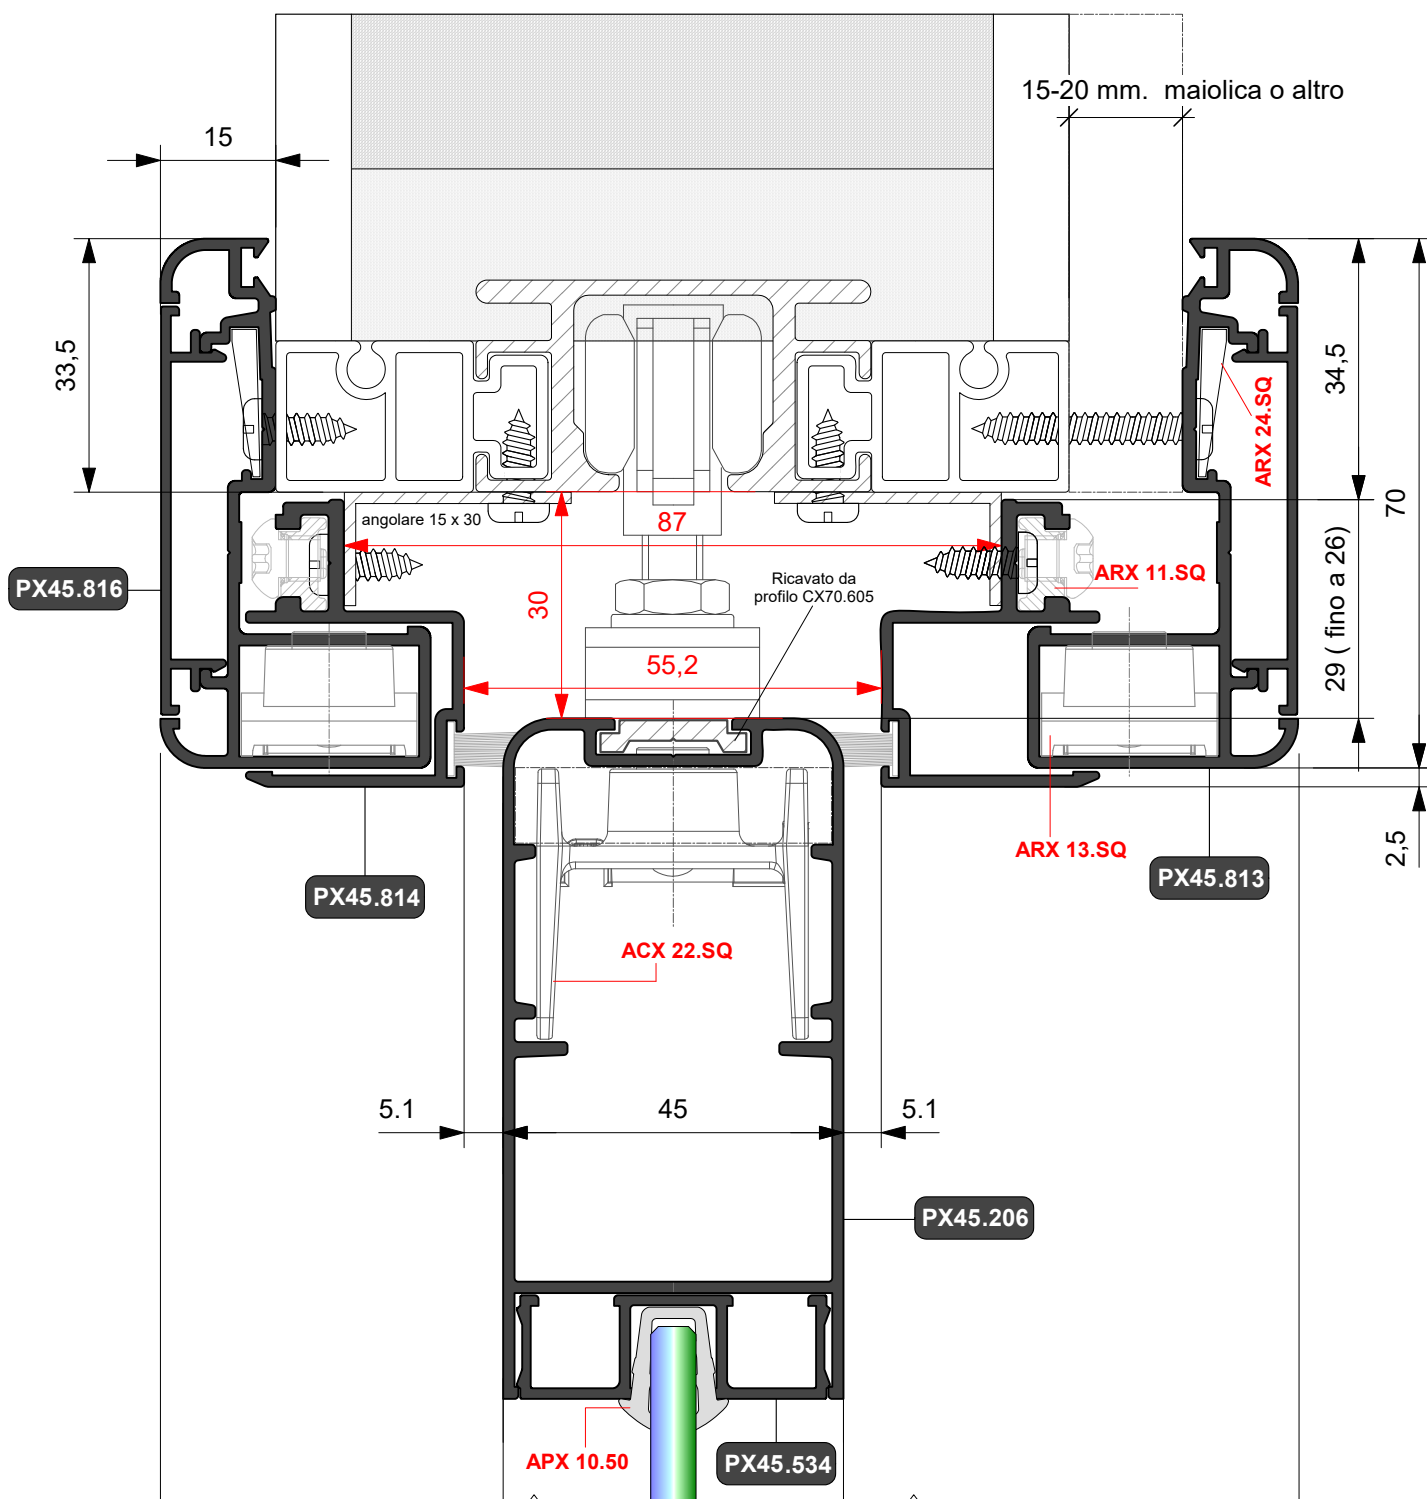 15-20 mm.  maiolica o altro
15
33,5
34,5
ARX 24.SQ
70
angolare 15 x 30
87
29 ( fino a 26)
PX45.816
30
Ricavato da
profilo CX70.605
ARX 11.SQ
55,2
2,5
ARX 13.SQ
PX45.814
PX45.813
ACX 22.SQ
5.1
45
5.1
PX45.206
APX 10.50
PX45.534